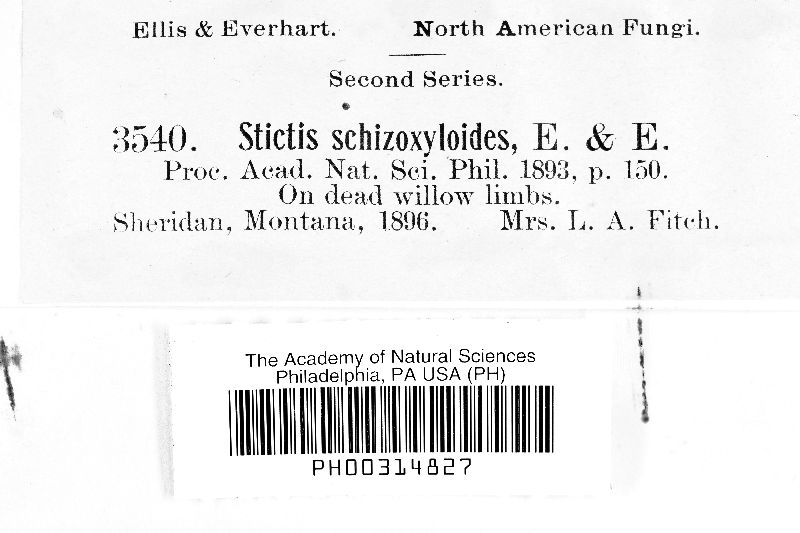 Ellis & Everhart. North American Fungi.
Second Series.
3540. Stictis schizoxyloides, E. & E.
Proc. Acad. Nat. Sci. Phil. 1893, p. 150.
On dead willow limbs.
Sheridan, Montana, 1896. Mrs. L. A. Fitch.
The Academy of Natural Sciences
Philadelphia, PA USA (PH)
PH00314827